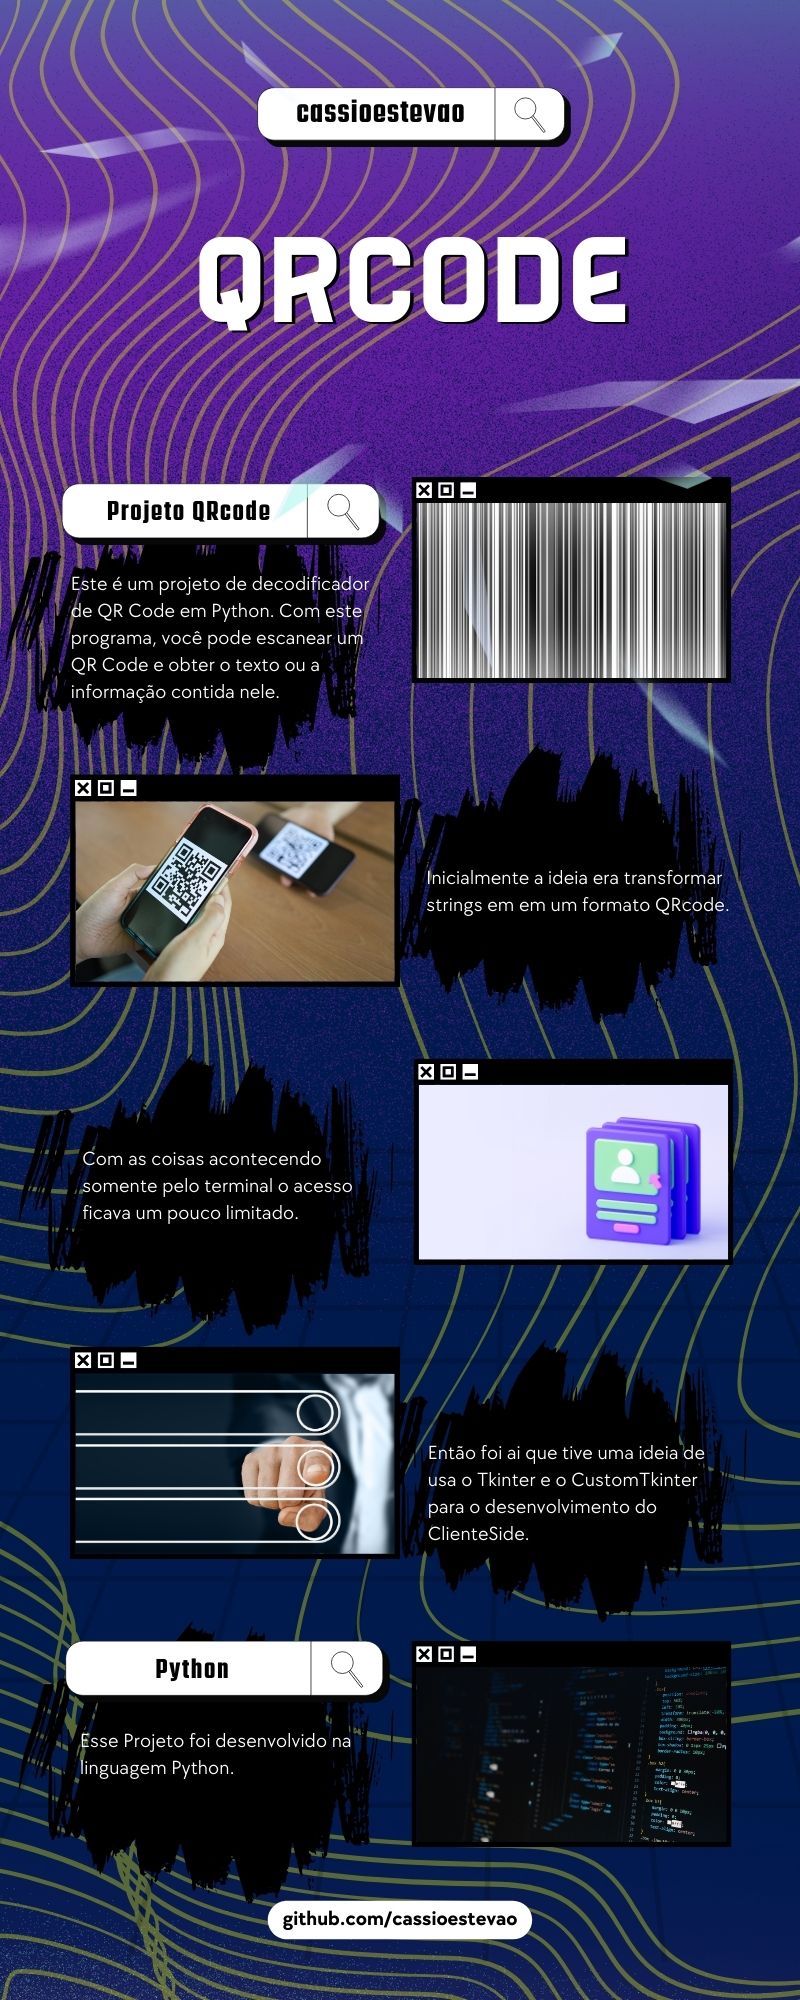 cassioestevao
QRCODE
Projeto QRcode
Este é um projeto de decodificador
de QR Code em Python. Com este
programa, você pode escanear um
QR Code e obter o texto ou a
informação contida nele.
Inicialmente a ideia era transformar
strings em em um formato QRcode.
Com as coisas acontecendo
somente pelo terminal o acesso
ficava um pouco limitado.
Então foi ai que tive uma ideia de
usa o Tkinter e o CustomTkinter
para o desenvolvimento do
ClienteSide.
Python
Esse Projeto foi desenvolvido na
linguagem Python.
github.com/cassioestevao